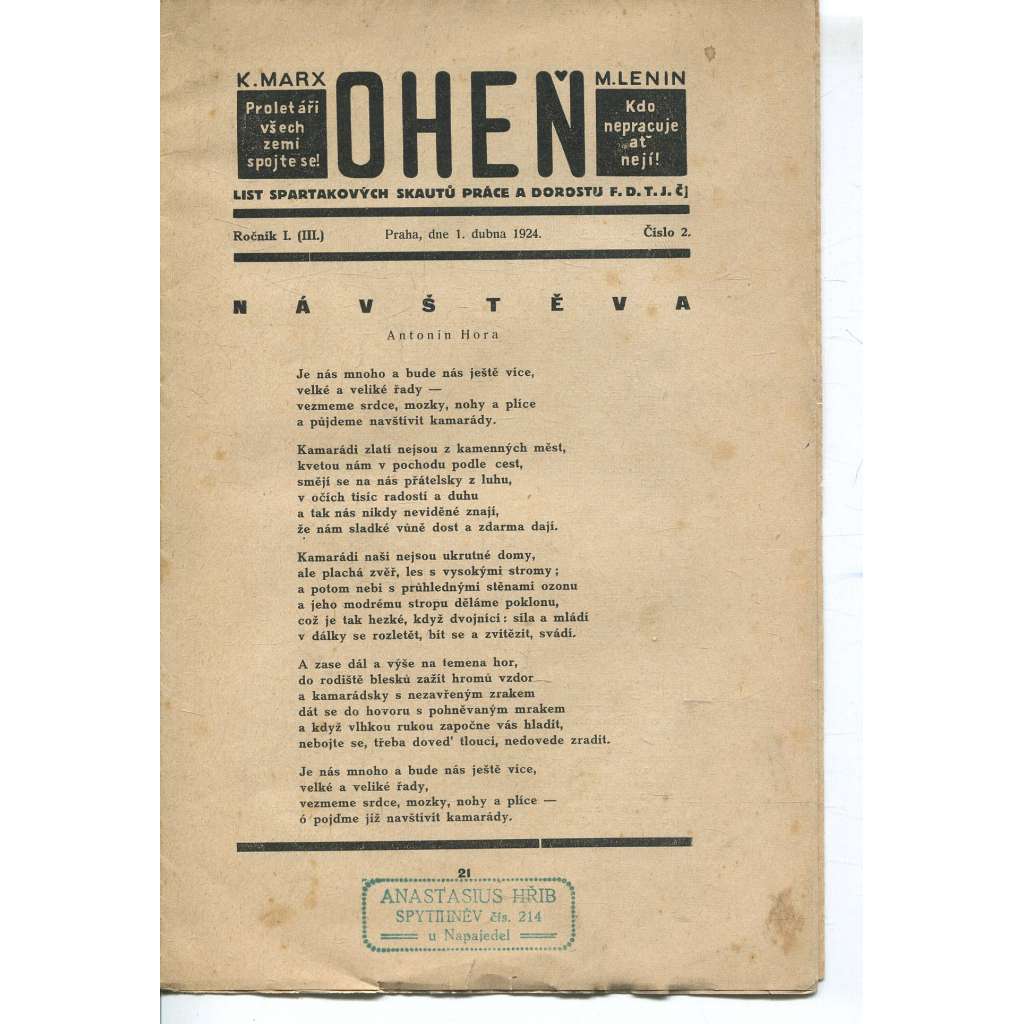 K. MARX
Proletáři
všech
zemi
spojte se!
OHEŇ
M. LENIN
Kdo
nepracuje
ať
nejí!
LIST SPARTAKOVÝCH SKAUTŮ PRÁCE A DOROSTU F. D. T. J. Č
Ročník I. (III.) Praha, dne 1. dubna 1924. Číslo 2.
NÁVŠTĚVA
Antonín Hora
Je nás mnoho a bude nás ještě více,
velké a veliké řady —
vezmeme srdce, mozky, nohy a plíce
a půjdeme navštívit kamarády.
Kamarádi zlatí nejsou z kamenných měst,
kvetou nám v pochodu podle cest,
smějí se na nás přátelsky z luhu,
v očích tisíc radostí a duhu
a tak nás nikdy neviděné znají,
že nám sladké vůně dost a zdarma dají.
Kamarádi naši nejsou ukrutné domy,
ale plachá zvěř, les s vysokými stromy;
a potom nebi s průhlednými stěnami ozonu
a jeho modrému stropu děláme poklonu,
což je tak hezké, když dvojníci: síla a mládí
v dálky se rozletět, bít se a zvítězit, svádí.
A zase dál a výše na temena hor,
do rodiště blesků zažít hromů vzdor
a kamarádsky s nezavřeným zrakem
dát se do hovoru s pohněvaným mrakem
a když vlhkou rukou započne vás hladit,
nebojte se, třeba doveď tlouci, nedovede zradit.
Je nás mnoho a bude nás ještě více,
velké a veliké řady,
vezmeme srdce, mozky, nohy a plíce —
ó pojďme jíž navštívit kamarády.
21
ANASTASIUS HŘIB
SPYTIHNĚV čís. 214
u Napajedel